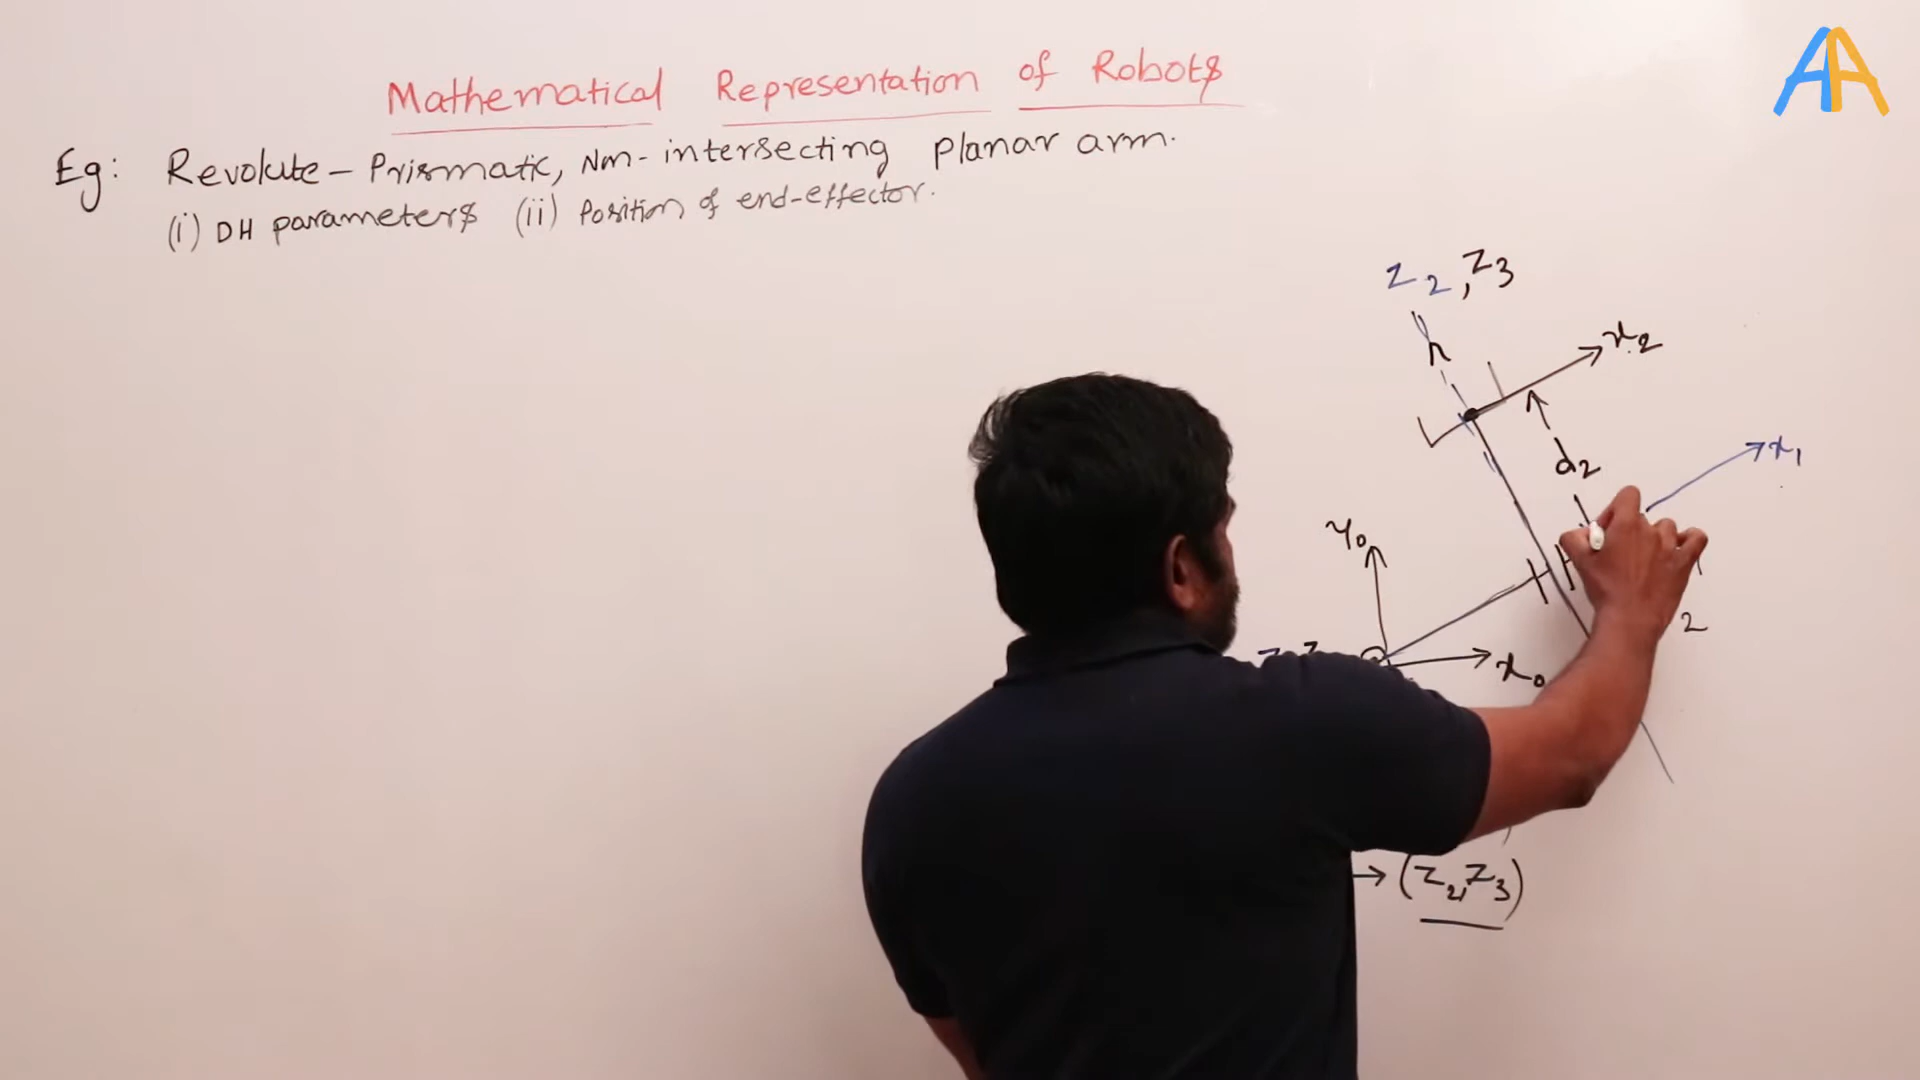 Mathematical Representation of Robots
Eg: Revolute - Prismatic, Non-intersecting planar arm.
(i) DH parameters (ii) Position of end-effector.
Z2, Z3
x2
x1
d2
Y0
2
x0
→ (Z2, Z3)
AA